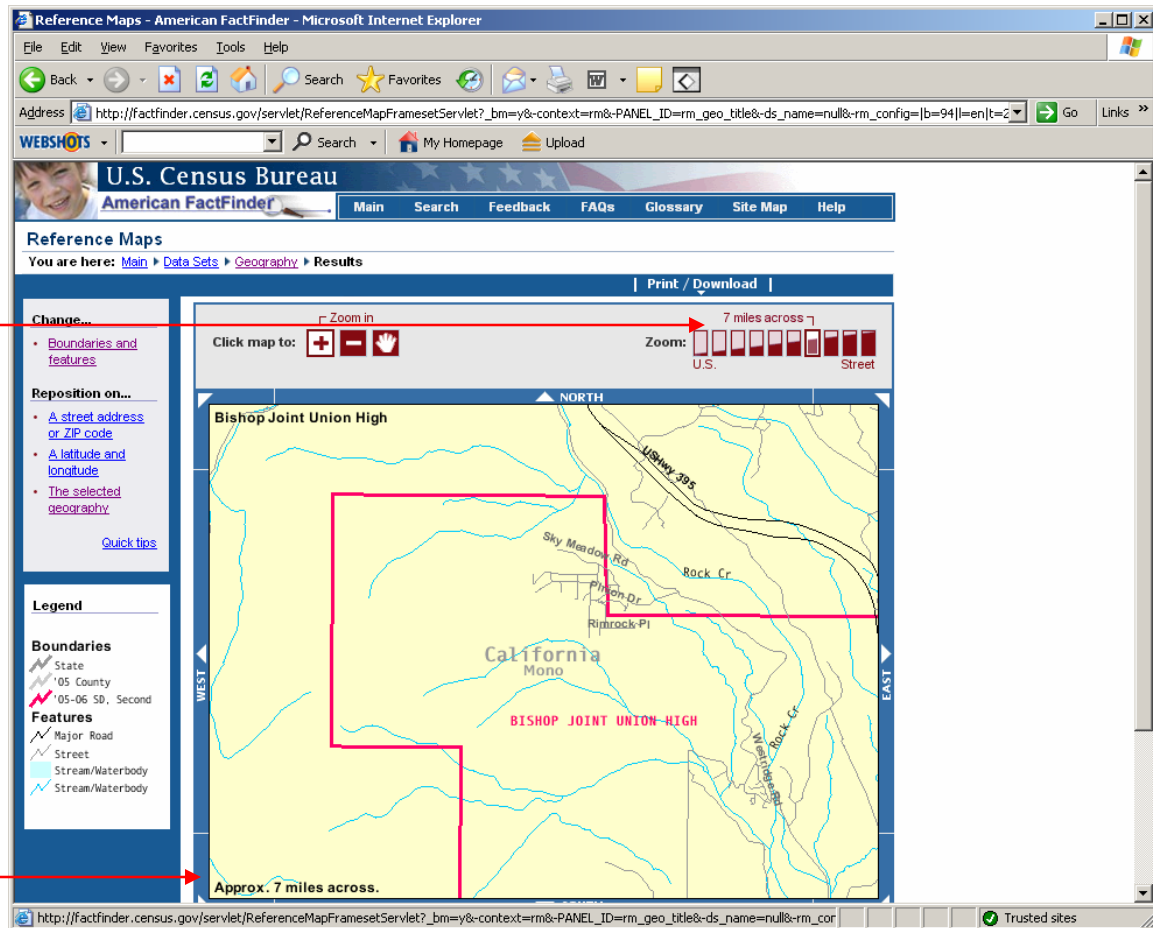 Reference Maps - American FactFinder - Microsoft Internet Explorer
File Edit View Favorites Tools Help
Back Search Favorites
Address http://factfinder.census.gov/servlet/ReferenceMapFramesetServlet?_bm=y&-context=rm&-PANEL_ID=rm_geo_title&-ds_name=null&-rm_config=|b=94|l=en|t=2 Go Links »
WEBSHOTS Search My Homepage Upload
U.S. Census Bureau
American FactFinder
Main Search Feedback FAQs Glossary Site Map Help
Reference Maps
You are here: Main Data Sets Geography Results
| Print / Download |
Change...
Boundaries and
features
Reposition on...
A street address
or ZIP code
A latitude and
longitude
The selected
geography
Quick tips
Legend
Boundaries
State
'05 County
'05-06 SD, Second
Features
Major Road
Street
Stream/Waterbody
Stream/Waterbody
Zoom in
Click map to:
7 miles across
Zoom:
U.S. Street
NORTH
Bishop Joint Union High
USHwy 395
Sky Meadow Rd
Rock Cr
Pinon Dr
Rimrock Pl
California
Mono
WEST
EAST
BISHOP JOINT UNION HIGH
Rock Cr
Westridge Rd
Approx. 7 miles across.
http://factfinder.census.gov/servlet/ReferenceMapFramesetServlet?_bm=y&-context=rm&-PANEL_ID=rm_geo_title&-ds_name=null&-rm_cor Trusted sites